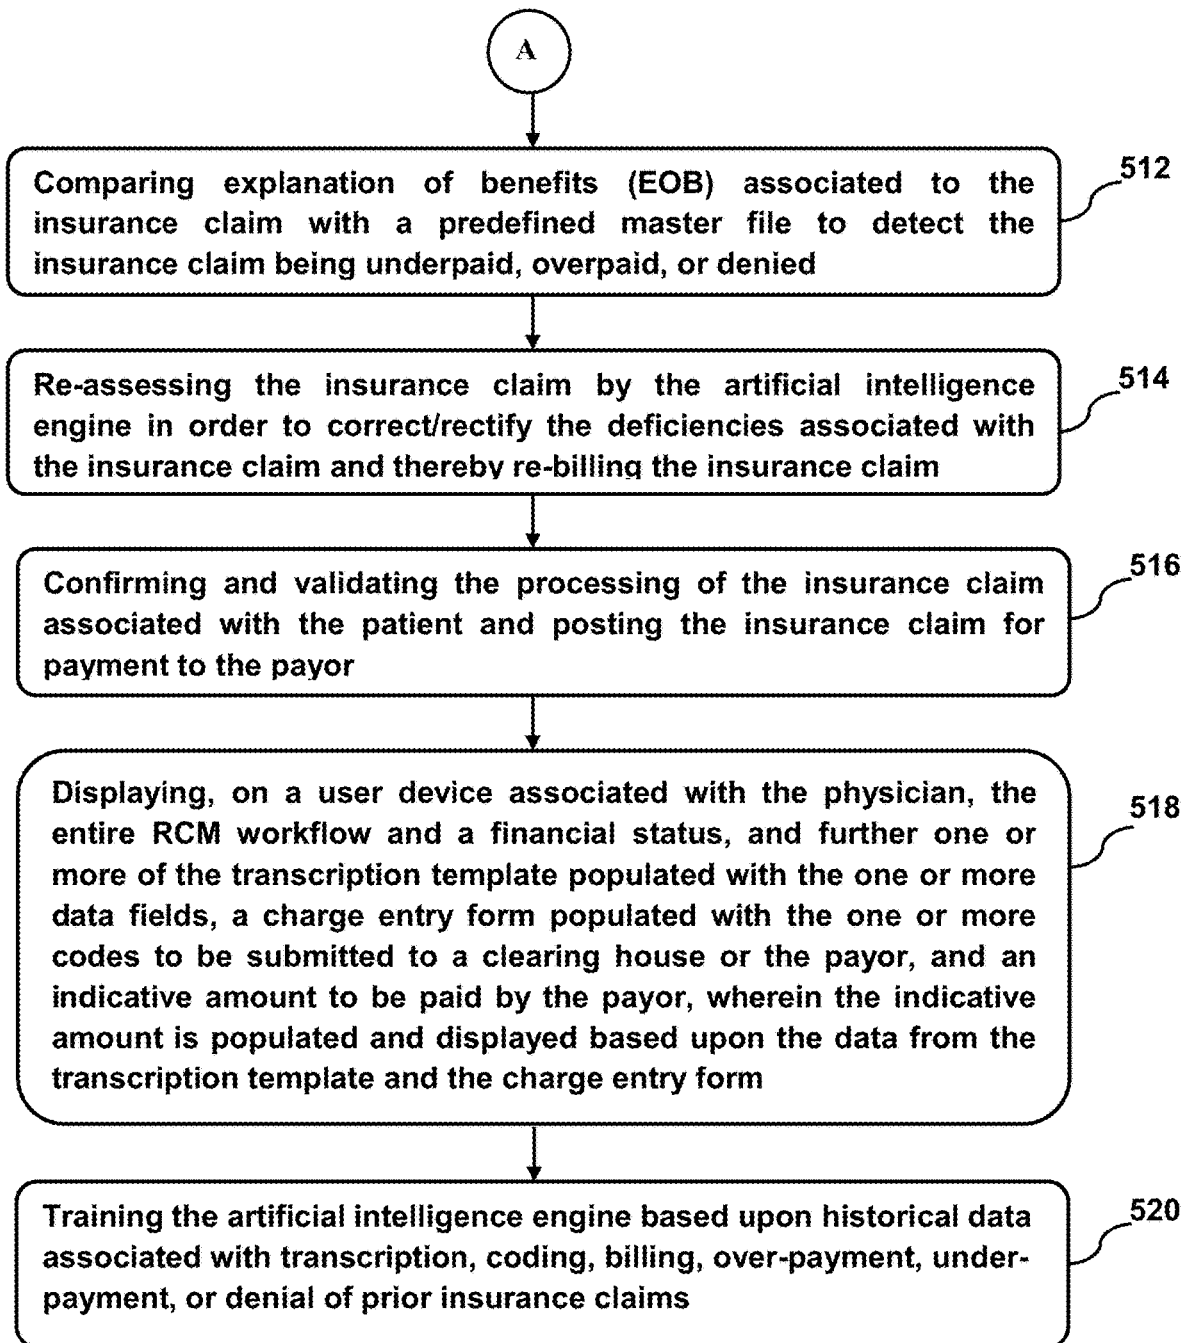 A
512
Comparing explanation of benefits (EOB) associated to the
insurance claim with a predefined master file to detect the
insurance claim being underpaid, overpaid, or denied
514
Re-assessing the insurance claim by the artificial intelligence
engine in order to correct/rectify the deficiencies associated with
the insurance claim and thereby re-billing the insurance claim
516
Confirming and validating the processing of the insurance claim
associated with the patient and posting the insurance claim for
payment to the payor
518
Displaying, on a user device associated with the physician, the
entire RCM workflow and a financial status, and further one or
more of the transcription template populated with the one or more
data fields, a charge entry form populated with the one or more
codes to be submitted to a clearing house or the payor, and an
indicative amount to be paid by the payor, wherein the indicative
amount is populated and displayed based upon the data from the
transcription template and the charge entry form
520
Training the artificial intelligence engine based upon historical data
associated with transcription, coding, billing, over-payment, under-
payment, or denial of prior insurance claims